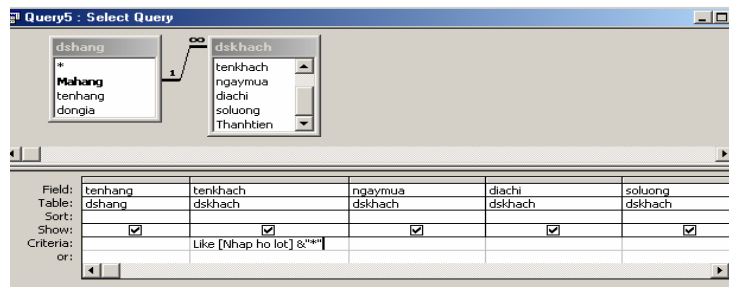 Query5 : Select Query
dshang
*
Mahang
tenhang
dongia
1
∞
dskhach
tenkhach
ngaymua
diachi
soluong
Thanhtien
Field: tenhang tenkhach ngaymua diachi soluong
Table: dshang dskhach dskhach dskhach dskhach
Sort:
Show:
Criteria: Like [Nhap ho lot] &"*"
or: